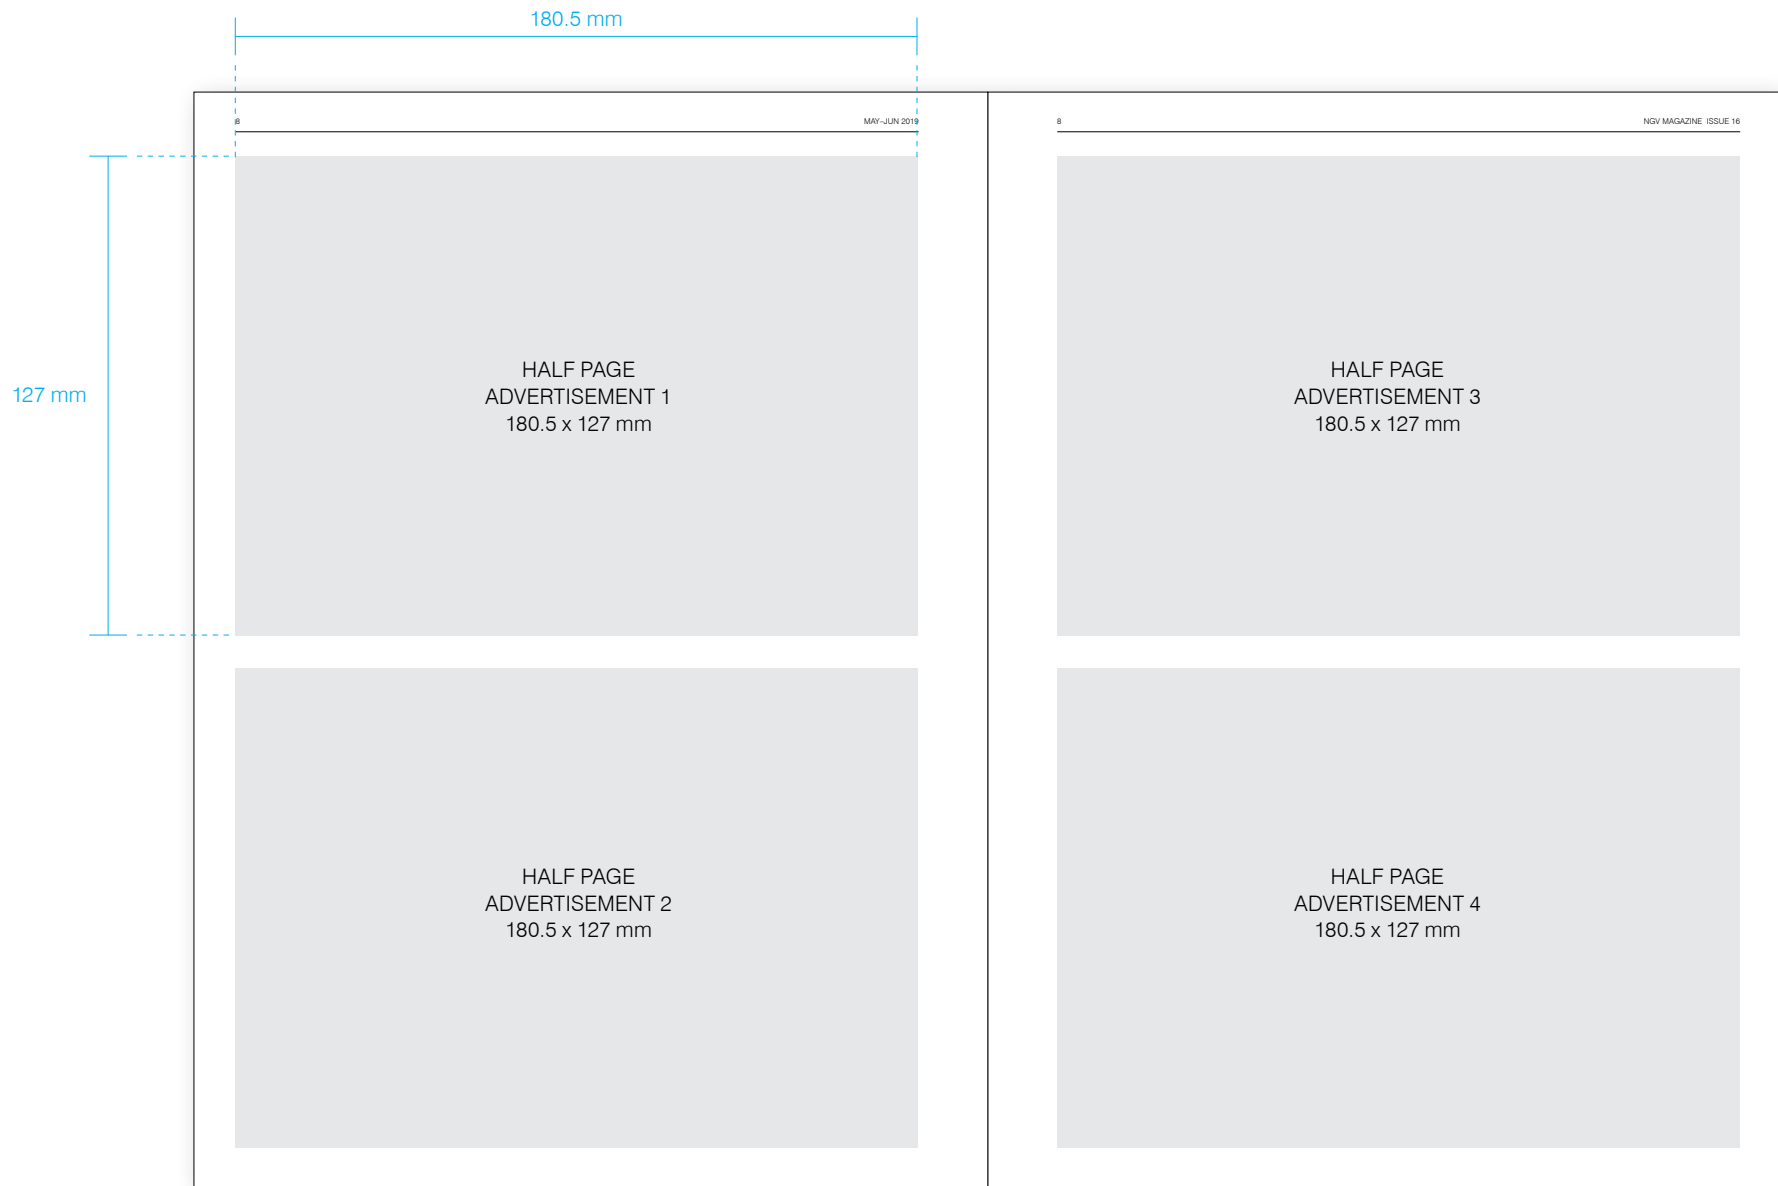 180.5 mm
8 MAY–JUN 2019
8 NGV MAGAZINE ISSUE 16
127 mm
HALF PAGE
ADVERTISEMENT 1
180.5 x 127 mm
HALF PAGE
ADVERTISEMENT 3
180.5 x 127 mm
HALF PAGE
ADVERTISEMENT 2
180.5 x 127 mm
HALF PAGE
ADVERTISEMENT 4
180.5 x 127 mm